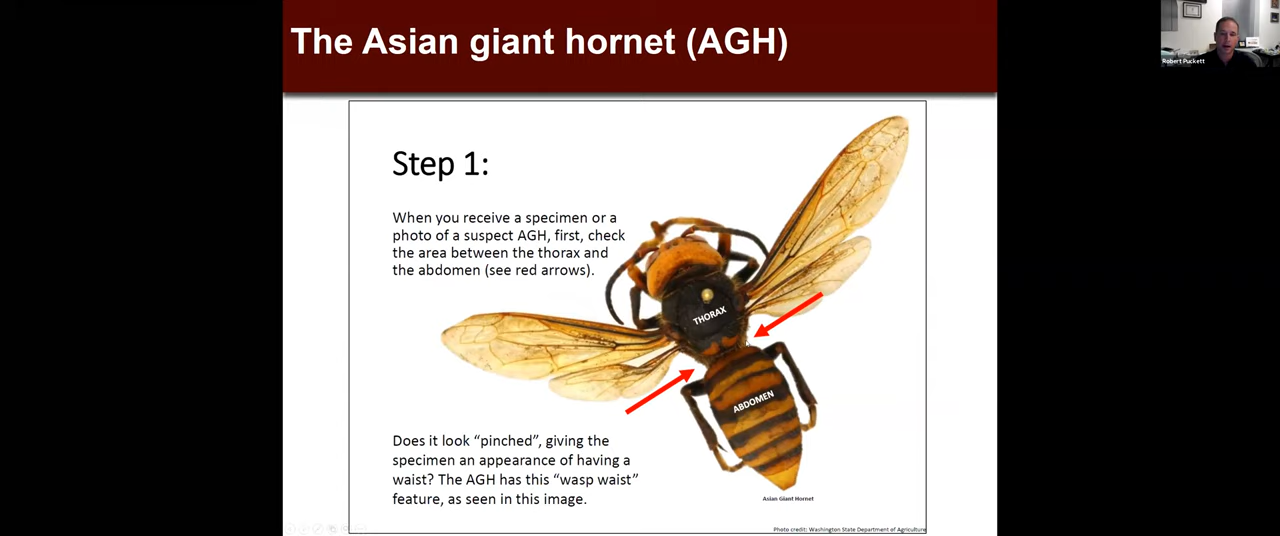 The Asian giant hornet (AGH)
Robert Puckett
Step 1:
When you receive a specimen or a
photo of a suspect AGH, first, check
the area between the thorax and
the abdomen (see red arrows).
THORAX
ABDOMEN
Does it look “pinched”, giving the
specimen an appearance of having a
waist? The AGH has this “wasp waist”
feature, as seen in this image.
Asian Giant Hornet
Photo credit: Washington State Department of Agriculture